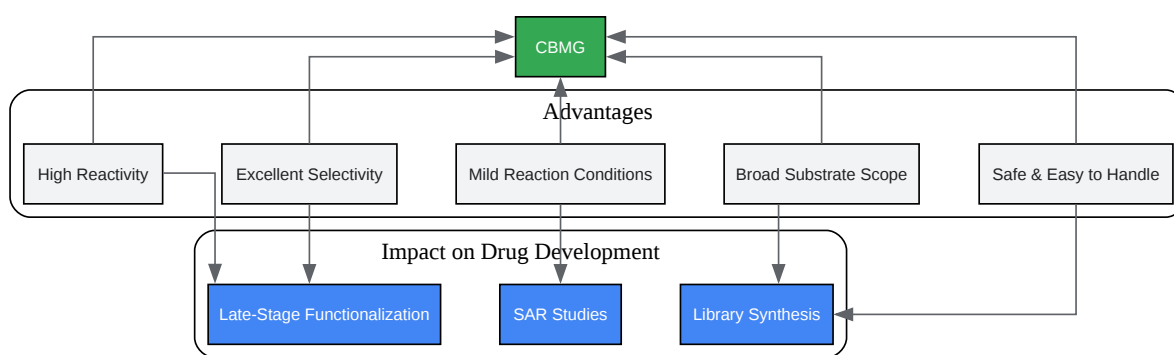 CBMG
Advantages
High Reactivity
Excellent Selectivity
Mild Reaction Conditions
Broad Substrate Scope
Safe & Easy to Handle
Impact on Drug Development
Late-Stage Functionalization
SAR Studies
Library Synthesis